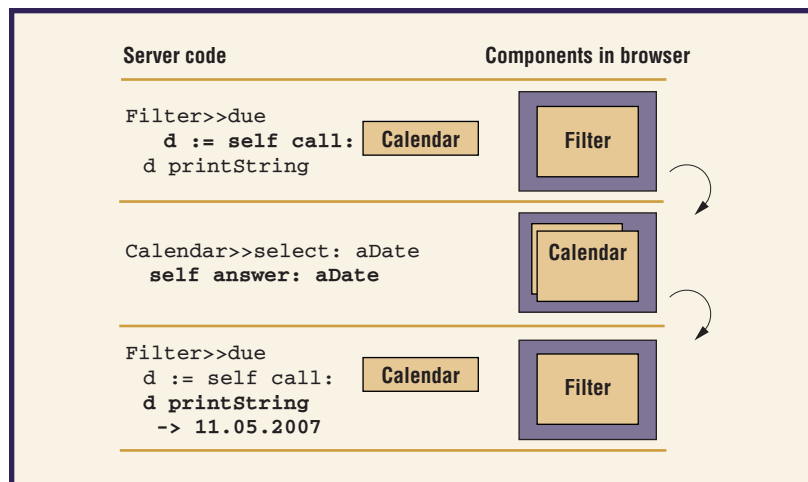 Server code Components in browser
Filter>>due
d := self call: Calendar Filter
d printString
Calendar>>select: aDate Calendar
self answer: aDate
Filter>>due
d := self call: Calendar Filter
d printString
-> 11.05.2007